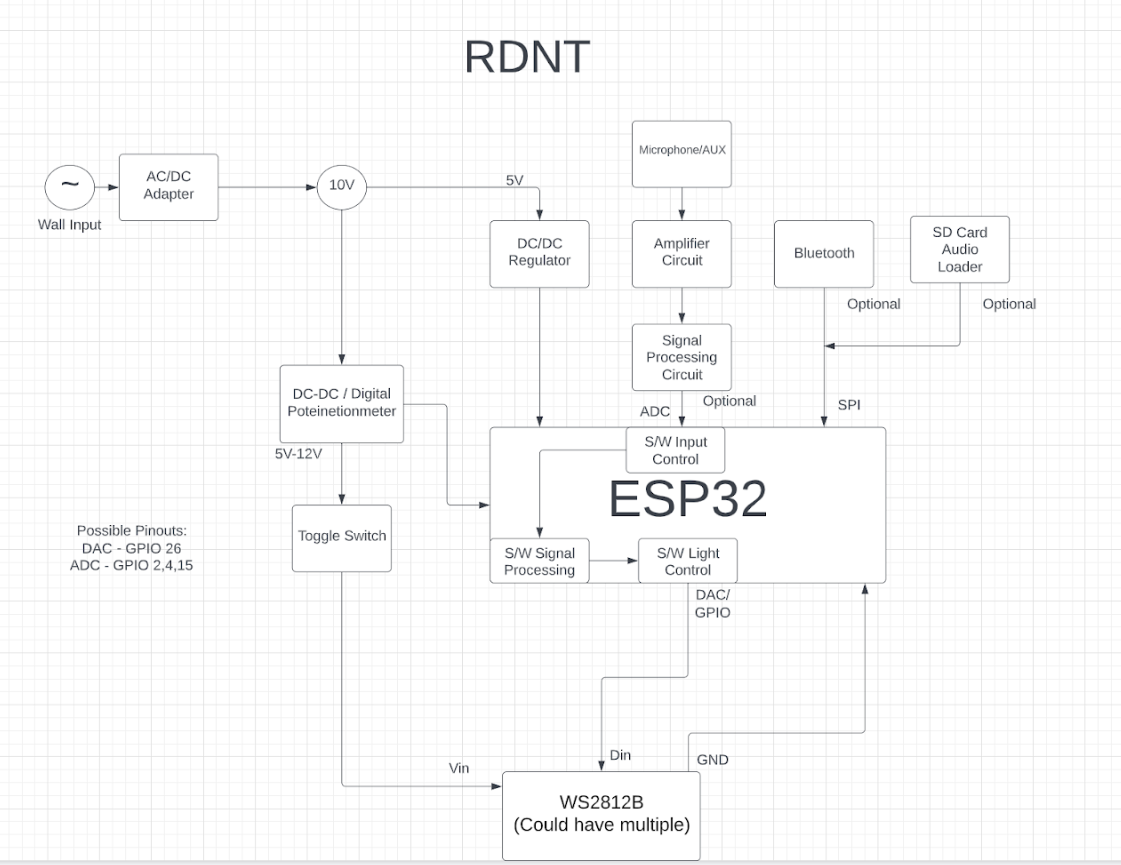 RDNT
~
Wall Input
AC/DC
Adapter
10V
5V
DC/DC
Regulator
Microphone/AUX
Amplifier
Circuit
Signal
Processing
Circuit
Optional
ADC
Bluetooth
Optional
SD Card
Audio
Loader
Optional
SPI
DC-DC / Digital
Poteinetionmeter
5V-12V
Toggle Switch
Possible Pinouts:
DAC - GPIO 26
ADC - GPIO 2,4,15
S/W Input
Control
ESP32
S/W Signal
Processing
S/W Light
Control
DAC/
GPIO
Vin
Din
GND
WS2812B
(Could have multiple)